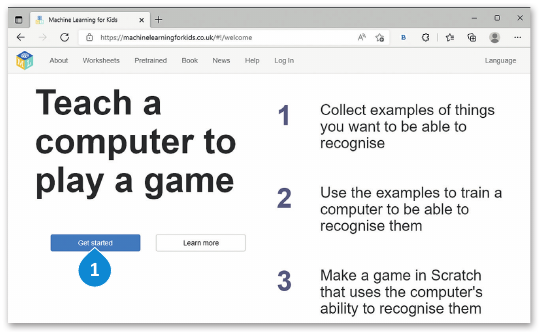 Machine Learning for Kids
https://machinelearningforkids.co.uk/#!/welcome
About Worksheets Pretrained Book News Help Log In Language
Teach a
computer to
play a game
Get started
Learn more
1
1
Collect examples of things
you want to be able to
recognise
2
Use the examples to train a
computer to be able to
recognise them
3
Make a game in Scratch
that uses the computer's
ability to recognise them